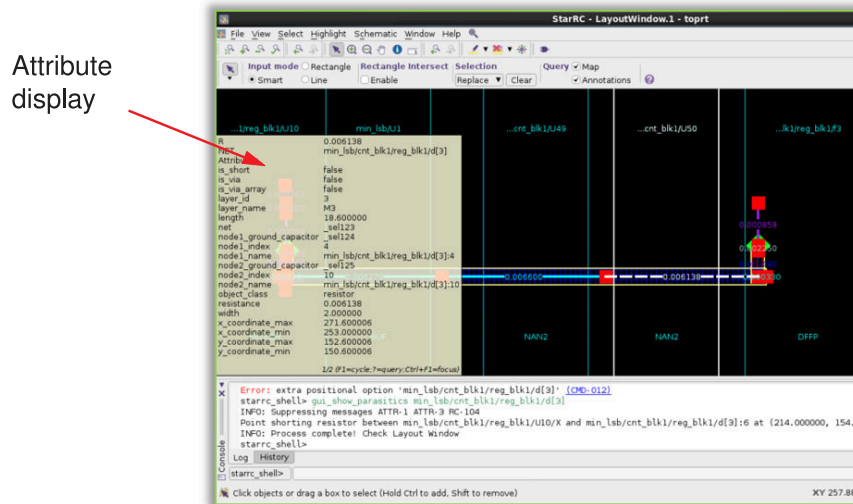 Attribute
display
StarRC - LayoutWindow.1 - toprt
File View Select Highlight Schematic Window Help
Input mode Rectangle Rectangle Intersect Selection Query Map
Smart Line Enable Replace Clear Annotations
...1/reg_blk1/U10 min_lsb/U1 ...cnt_blk1/U49 ...cnt_blk1/U50 ...lk1/reg_blk1/f3
R 0.006138
NET min_lsb/cnt_blk1/reg_blk1/d[3]
is_short false
is_via false
is_via_array false
layer_id 3
layer_name M3
length 18.600000
net _sel123
node1_ground_capacitor _sel124
node1_index 4
node1_name min_lsb/cnt_blk1/reg_blk1/d[3]:4
node2_ground_capacitor _sel125
node2_index 10
node2_name min_lsb/cnt_blk1/reg_blk1/d[3]:10
object_class resistor
resistance 0.006138
width 2.000000
x_coordinate_max 271.600006
x_coordinate_min 253.000000
y_coordinate_max 152.600006
y_coordinate_min 150.600006
1/2 (F1=cycle,?=query,Ctrl+F1=focus)
0.000858
0.006600 0.006138
NAN2 NAN2 DFFP
Error: extra positional option 'min_lsb/cnt_blk1/reg_blk1/d[3]' (CMD-012)
starrc_shell> gui_show_parasitics min_lsb/cnt_blk1/reg_blk1/d[3]
INFO: Suppressing messages ATTR-1 ATTR-3 RC-104
Point shorting resistor between min_lsb/cnt_blk1/reg_blk1/U10/X and min_lsb/cnt_blk1/reg_blk1/d[3]:6 at (214.000000, 154.
INFO: Process complete! Check Layout Window
starrc_shell>
Console
Log History
starrc_shell>
Click objects or drag a box to select (Hold Ctrl to add, Shift to remove) XY 257.88